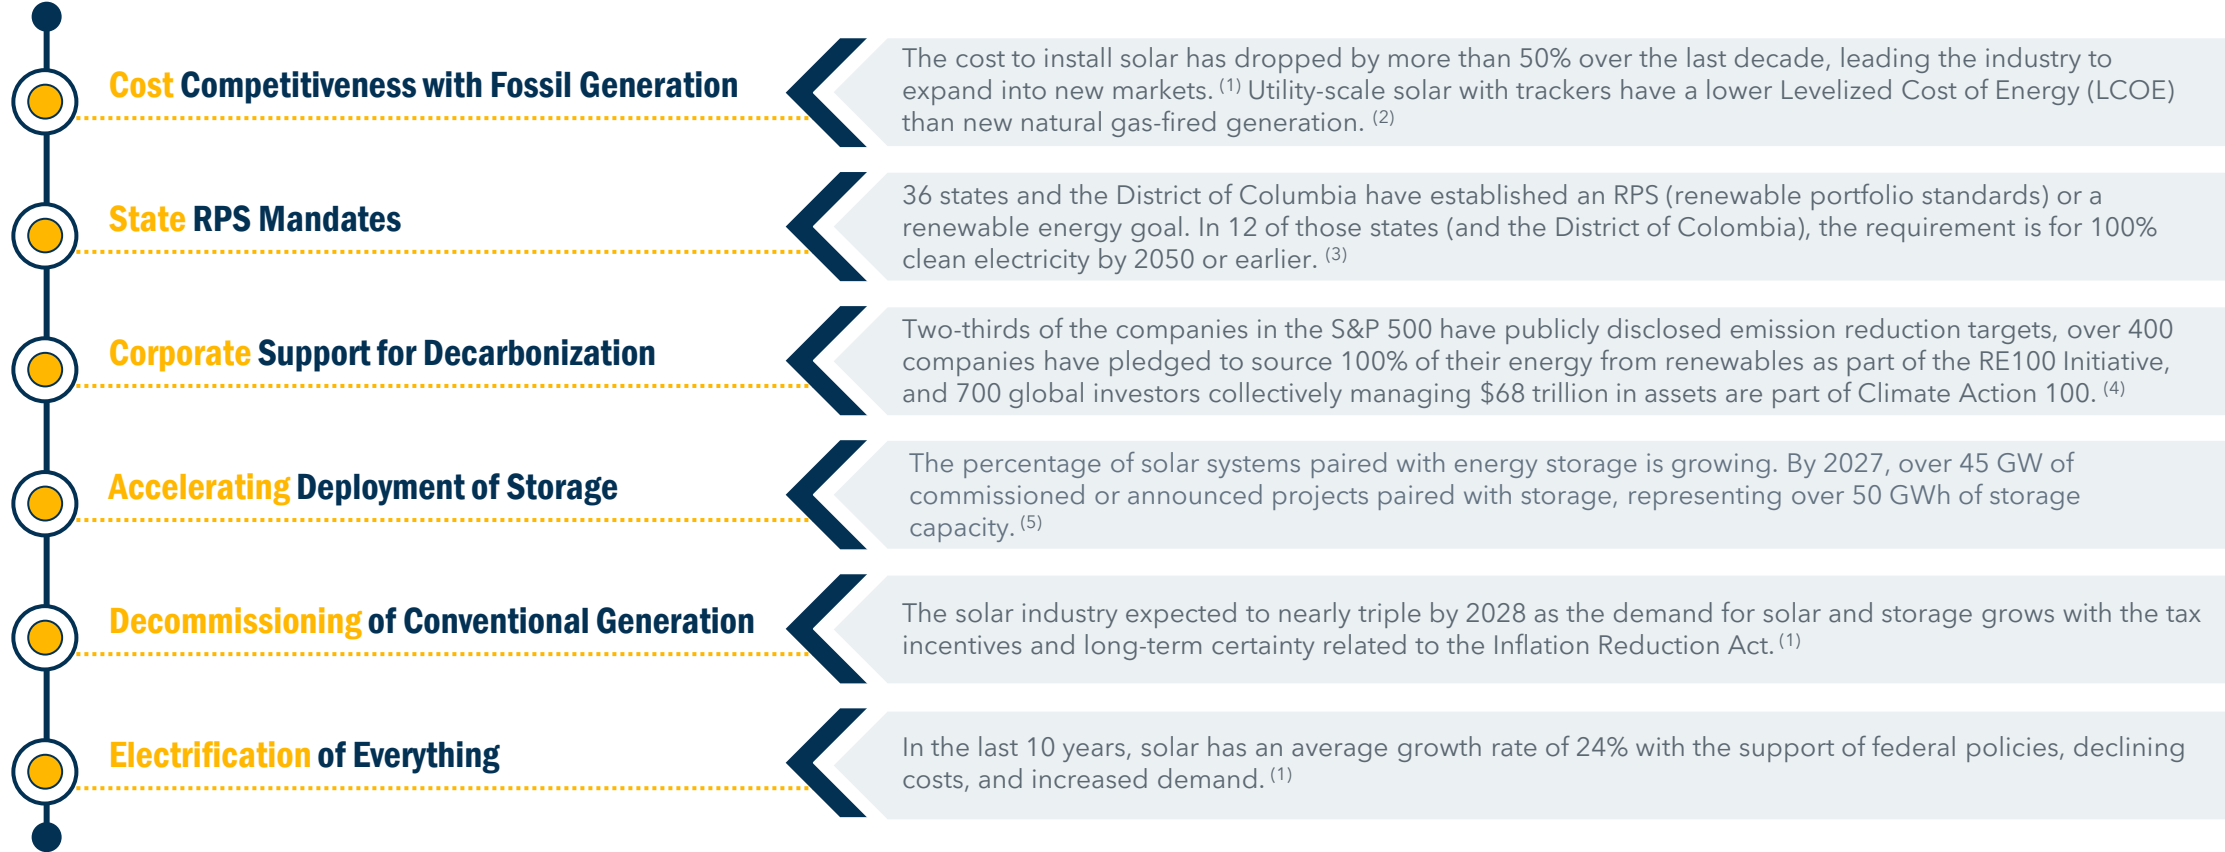 Cost Competitiveness with Fossil Generation
The cost to install solar has dropped by more than 50% over the last decade, leading the industry to
expand into new markets. (1) Utility-scale solar with trackers have a lower Levelized Cost of Energy (LCOE)
than new natural gas-fired generation. (2)
State RPS Mandates
36 states and the District of Columbia have established an RPS (renewable portfolio standards) or a
renewable energy goal. In 12 of those states (and the District of Colombia), the requirement is for 100%
clean electricity by 2050 or earlier. (3)
Corporate Support for Decarbonization
Two-thirds of the companies in the S&P 500 have publicly disclosed emission reduction targets, over 400
companies have pledged to source 100% of their energy from renewables as part of the RE100 Initiative,
and 700 global investors collectively managing $68 trillion in assets are part of Climate Action 100. (4)
Accelerating Deployment of Storage
The percentage of solar systems paired with energy storage is growing. By 2027, over 45 GW of
commissioned or announced projects paired with storage, representing over 50 GWh of storage
capacity. (5)
Decommissioning of Conventional Generation
The solar industry expected to nearly triple by 2028 as the demand for solar and storage grows with the tax
incentives and long-term certainty related to the Inflation Reduction Act. (1)
Electrification of Everything
In the last 10 years, solar has an average growth rate of 24% with the support of federal policies, declining
costs, and increased demand. (1)